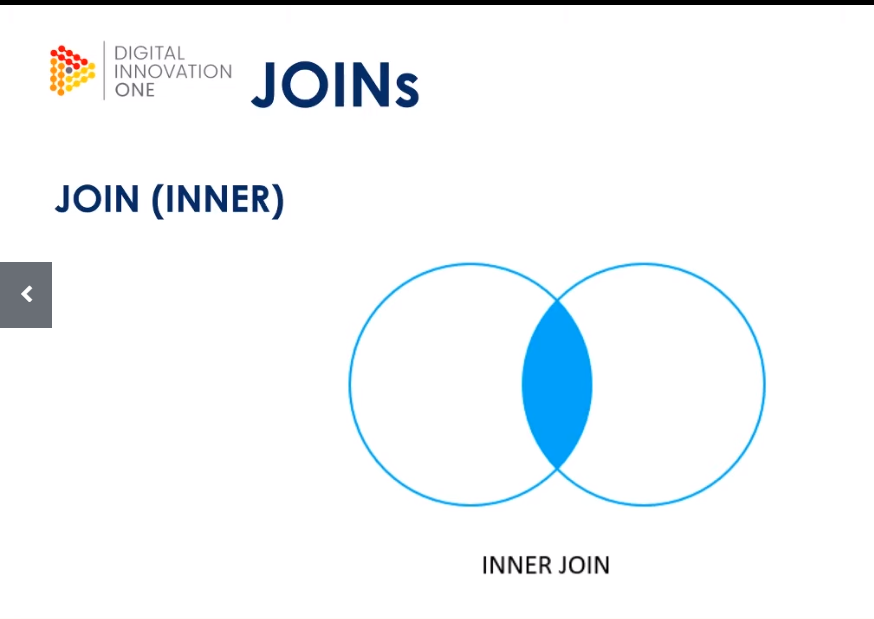 DIGITAL
INNOVATION
ONE
JOINs
JOIN (INNER)
INNER JOIN